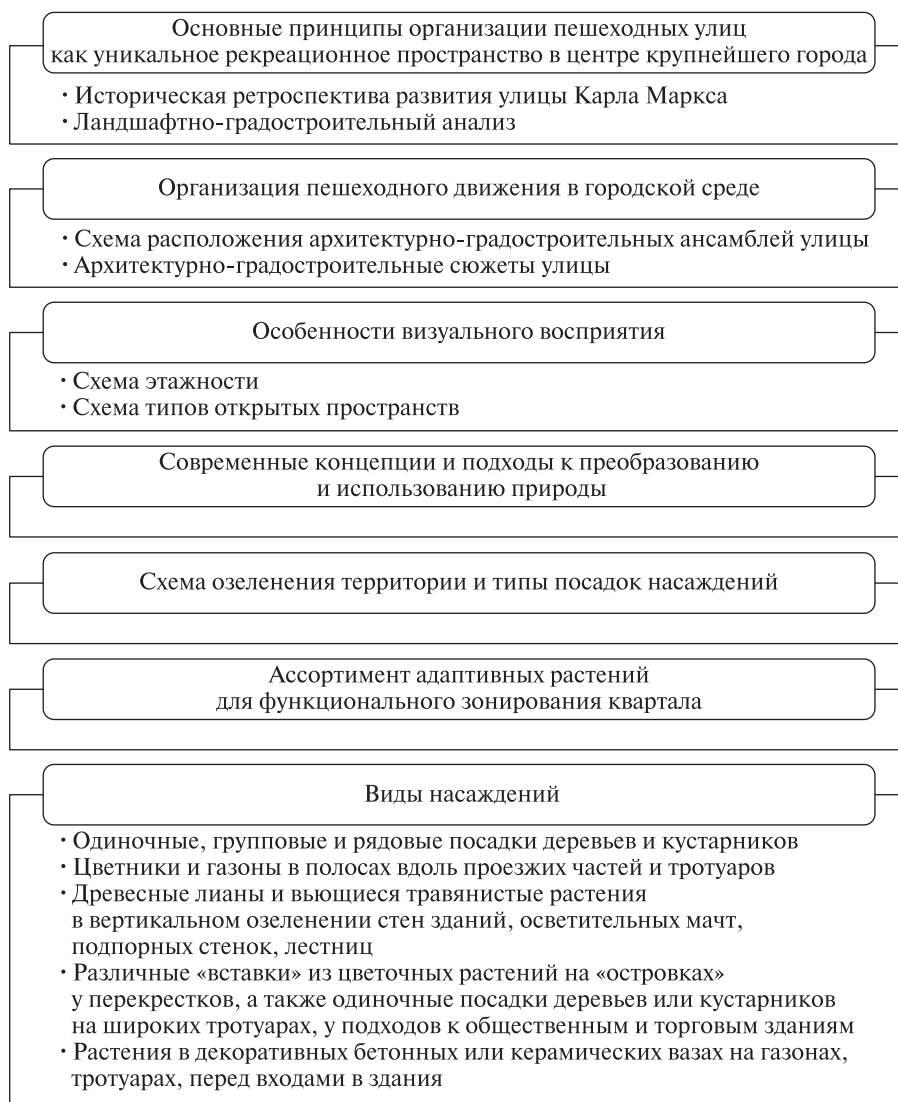 Основные принципы организации пешеходных улиц
как уникальное рекреационное пространство в центре крупнейшего города
· Историческая ретроспектива развития улицы Карла Маркса
· Ландшафтно-градостроительный анализ
Организация пешеходного движения в городской среде
· Схема расположения архитектурно-градостроительных ансамблей улицы
· Архитектурно-градостроительные сюжеты улицы
Особенности визуального восприятия
· Схема этажности
· Схема типов открытых пространств
Современные концепции и подходы к преобразованию
и использованию природы
Схема озеленения территории и типы посадок насаждений
Ассортимент адаптивных растений
для функционального зонирования квартала
Виды насаждений
· Одиночные, групповые и рядовые посадки деревьев и кустарников
· Цветники и газоны в полосах вдоль проезжих частей и тротуаров
· Древесные лианы и вьющиеся травянистые растения
в вертикальном озеленении стен зданий, осветительных мачт,
подпорных стенок, лестниц
· Различные «вставки» из цветочных растений на «островках»
у перекрестков, а также одиночные посадки деревьев или кустарников
на широких тротуарах, у подходов к общественным и торговым зданиям
· Растения в декоративных бетонных или керамических вазах на газонах,
тротуарах, перед входами в здания